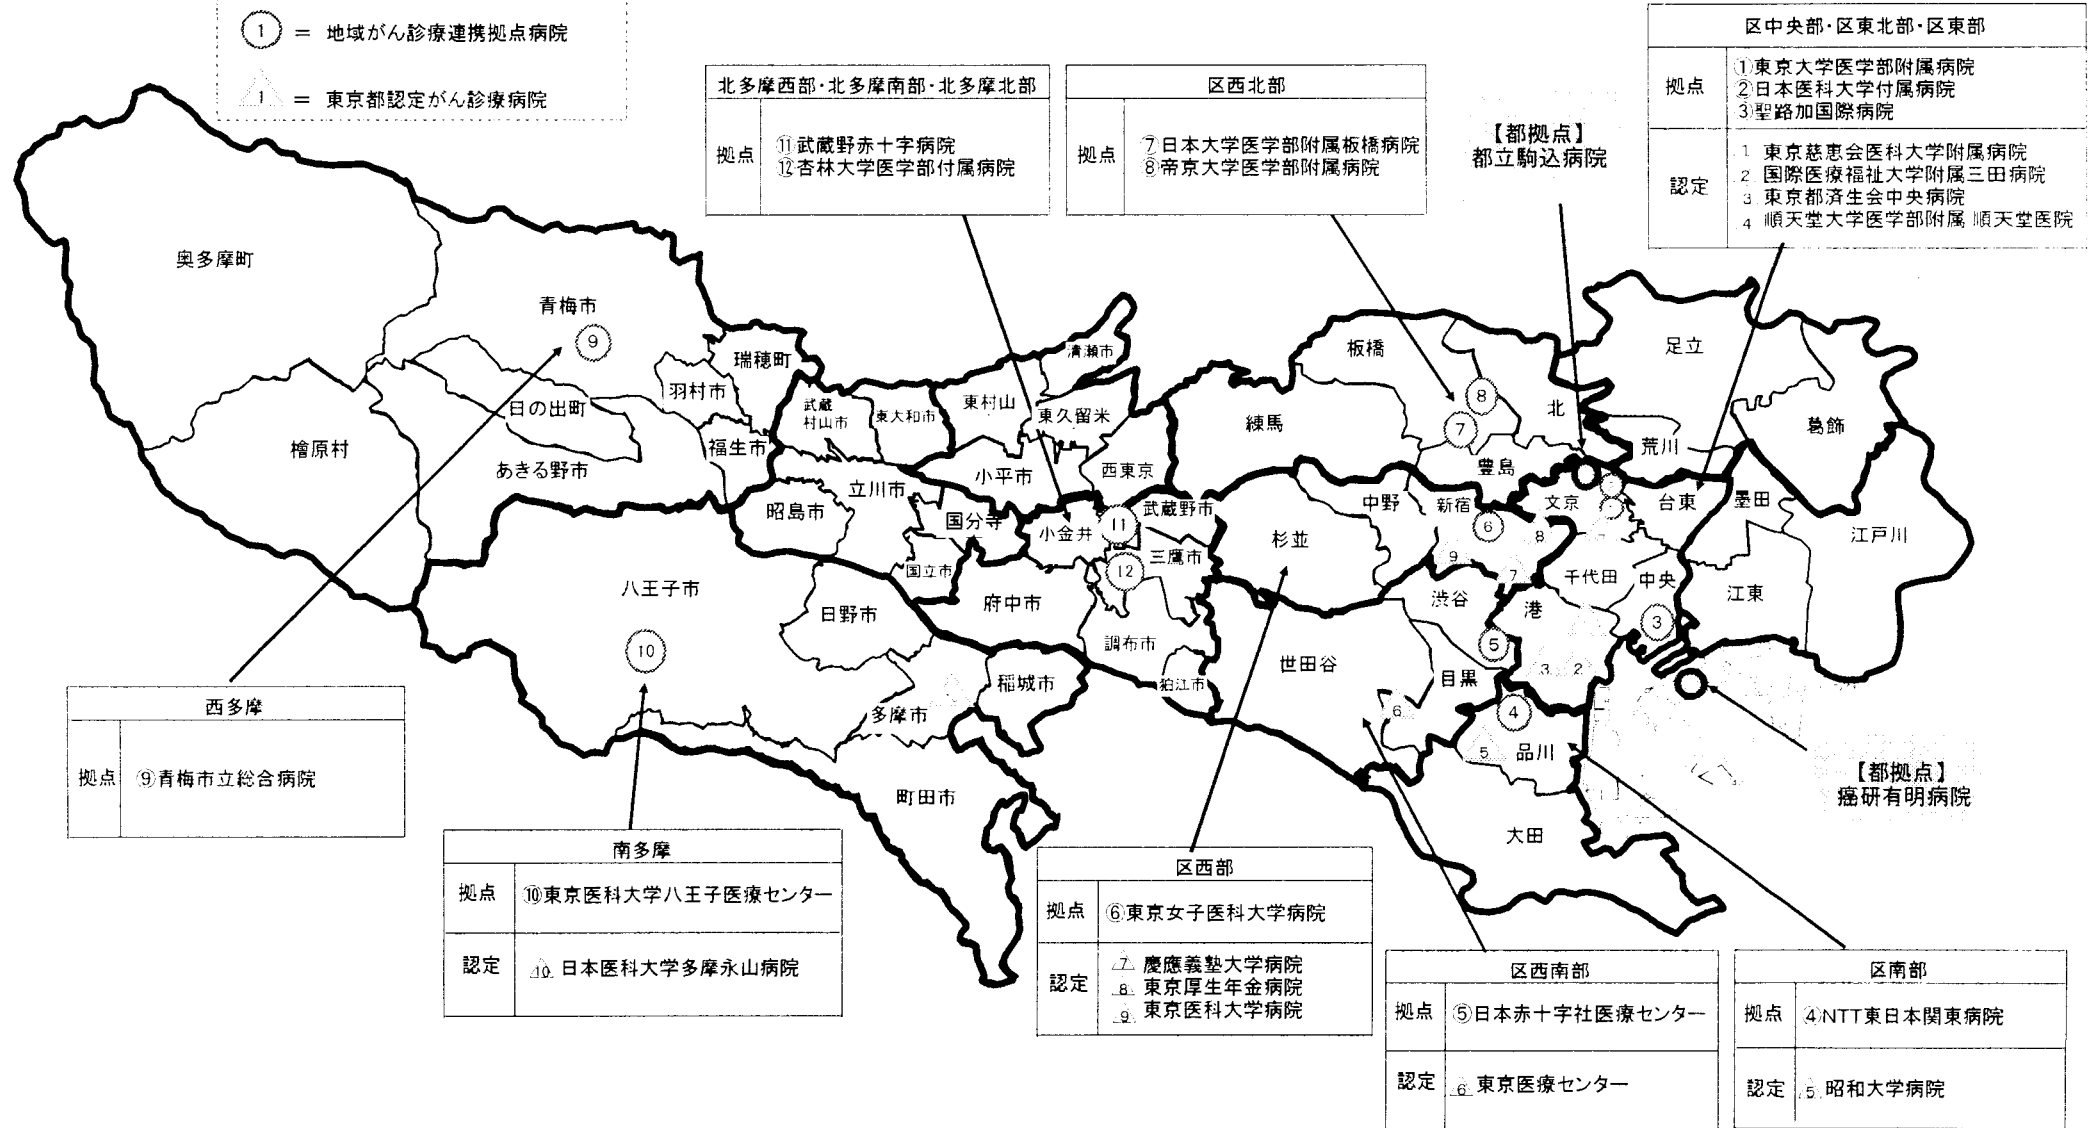 ① = 地域がん診療連携拠点病院
1 = 東京都認定がん診療病院
北多摩西部・北多摩南部・北多摩北部
拠点
⑪武蔵野赤十字病院
⑫杏林大学医学部付属病院
区西北部
拠点
⑦日本大学医学部附属板橋病院
⑧帝京大学医学部附属病院
【都拠点】
都立駒込病院
区中央部・区東北部・区東部
拠点
①東京大学医学部附属病院
②日本医科大学付属病院
③聖路加国際病院
認定
1 東京慈恵会医科大学附属病院
2 国際医療福祉大学附属三田病院
3 東京都済生会中央病院
4 順天堂大学医学部附属 順天堂医院
奥多摩町
青梅市
⑨
瑞穂町
羽村市
日の出町
檜原村
あきる野市
福生市
武蔵
村山市
東大和市
東村山
清瀬市
東久留米
西東京
小平市
立川市
昭島市
国分寺
国立市
小金井
⑪
武蔵野市
三鷹市
⑫
八王子市
⑩
日野市
府中市
調布市
狛江市
稲城市
多摩市
町田市
板橋
練馬
北
⑧
⑦
豊島
足立
荒川
葛飾
中野
新宿
⑥
文京
台東
墨田
江戸川
杉並
8
9
7
千代田
中央
江東
渋谷
港
③
⑤
3
2
世田谷
目黒
6
④
5
品川
大田
【都拠点】
癌研有明病院
西多摩
拠点
⑨青梅市立総合病院
南多摩
拠点
⑩東京医科大学八王子医療センター
認定
10 日本医科大学多摩永山病院
区西部
拠点
⑥東京女子医科大学病院
認定
7 慶應義塾大学病院
8 東京厚生年金病院
9 東京医科大学病院
区西南部
拠点
⑤日本赤十字社医療センター
認定
6 東京医療センター
区南部
拠点
④NTT東日本関東病院
認定
5 昭和大学病院